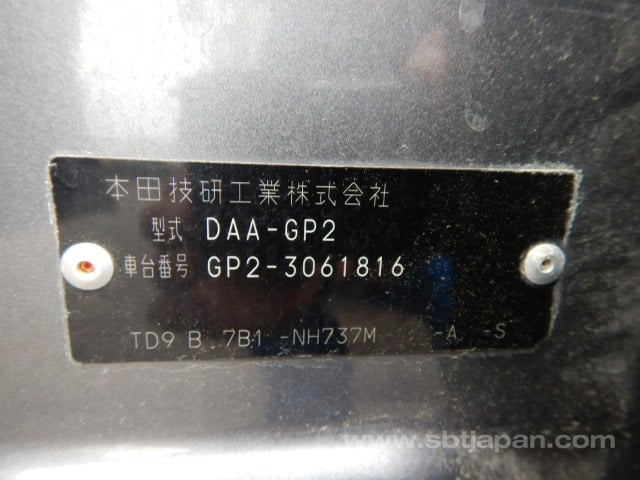 本田技研工業株式会社
型式 DAA-GP2
車台番号 GP2-3061816
TD9 B 7B1 -NH737M -A -S
www.sbtjapan.com